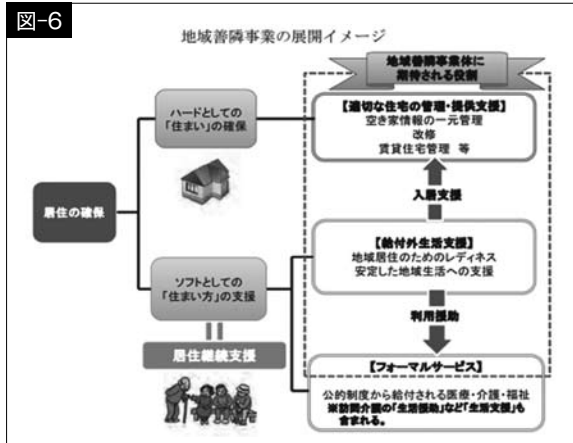 図-6
地域善隣事業の展開イメージ
地域善隣事業体に
期待される役割
ハードとしての
「住まい」の確保
【適切な住宅の管理・提供支援】
空き家情報の一元管理
改修
賃貸住宅管理 等
入居支援
居住の確保
【給付外生活支援】
地域居住のためのレディネス
安定した地域生活への支援
ソフトとしての
「住まい方」の支援
利用援助
居住継続支援
【フォーマルサービス】
公的制度から給付される医療・介護・福祉
※訪問介護の「生活援助」など「生活支援」も
含まれる。